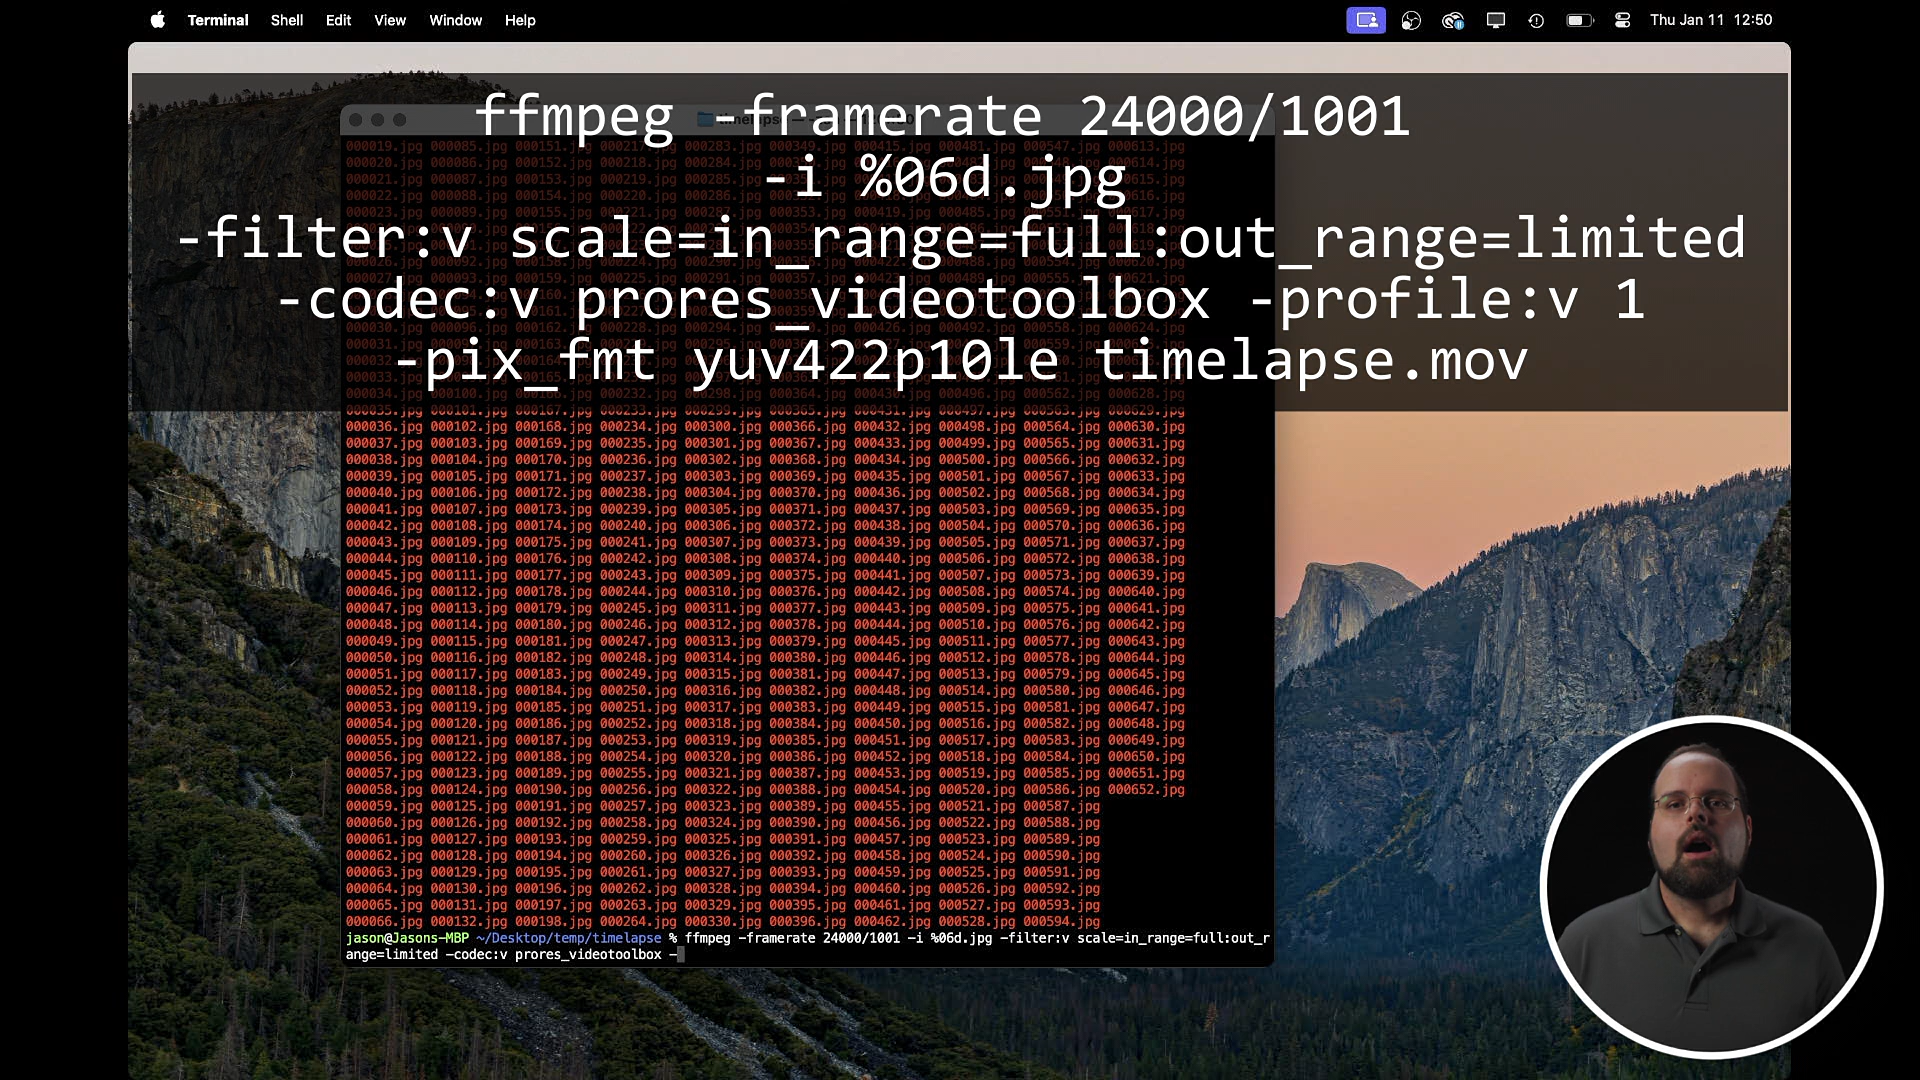 Terminal Shell Edit View Window Help Thu Jan 11 12:50
ffmpeg -framerate 24000/1001
-i %06d.jpg
-filter:v scale=in_range=full:out_range=limited
-codec:v prores_videotoolbox -profile:v 1
-pix_fmt yuv422p10le timelapse.mov
000036.jpg 000102.jpg 000168.jpg 000234.jpg 000300.jpg 000366.jpg 000432.jpg 000498.jpg 000564.jpg 000630.jpg
000037.jpg 000103.jpg 000169.jpg 000235.jpg 000301.jpg 000367.jpg 000433.jpg 000499.jpg 000565.jpg 000631.jpg
000038.jpg 000104.jpg 000170.jpg 000236.jpg 000302.jpg 000368.jpg 000434.jpg 000500.jpg 000566.jpg 000632.jpg
000039.jpg 000105.jpg 000171.jpg 000237.jpg 000303.jpg 000369.jpg 000435.jpg 000501.jpg 000567.jpg 000633.jpg
000040.jpg 000106.jpg 000172.jpg 000238.jpg 000304.jpg 000370.jpg 000436.jpg 000502.jpg 000568.jpg 000634.jpg
000041.jpg 000107.jpg 000173.jpg 000239.jpg 000305.jpg 000371.jpg 000437.jpg 000503.jpg 000569.jpg 000635.jpg
000042.jpg 000108.jpg 000174.jpg 000240.jpg 000306.jpg 000372.jpg 000438.jpg 000504.jpg 000570.jpg 000636.jpg
000043.jpg 000109.jpg 000175.jpg 000241.jpg 000307.jpg 000373.jpg 000439.jpg 000505.jpg 000571.jpg 000637.jpg
000044.jpg 000110.jpg 000176.jpg 000242.jpg 000308.jpg 000374.jpg 000440.jpg 000506.jpg 000572.jpg 000638.jpg
000045.jpg 000111.jpg 000177.jpg 000243.jpg 000309.jpg 000375.jpg 000441.jpg 000507.jpg 000573.jpg 000639.jpg
000046.jpg 000112.jpg 000178.jpg 000244.jpg 000310.jpg 000376.jpg 000442.jpg 000508.jpg 000574.jpg 000640.jpg
000047.jpg 000113.jpg 000179.jpg 000245.jpg 000311.jpg 000377.jpg 000443.jpg 000509.jpg 000575.jpg 000641.jpg
000048.jpg 000114.jpg 000180.jpg 000246.jpg 000312.jpg 000378.jpg 000444.jpg 000510.jpg 000576.jpg 000642.jpg
000049.jpg 000115.jpg 000181.jpg 000247.jpg 000313.jpg 000379.jpg 000445.jpg 000511.jpg 000577.jpg 000643.jpg
000050.jpg 000116.jpg 000182.jpg 000248.jpg 000314.jpg 000380.jpg 000446.jpg 000512.jpg 000578.jpg 000644.jpg
000051.jpg 000117.jpg 000183.jpg 000249.jpg 000315.jpg 000381.jpg 000447.jpg 000513.jpg 000579.jpg 000645.jpg
000052.jpg 000118.jpg 000184.jpg 000250.jpg 000316.jpg 000382.jpg 000448.jpg 000514.jpg 000580.jpg 000646.jpg
000053.jpg 000119.jpg 000185.jpg 000251.jpg 000317.jpg 000383.jpg 000449.jpg 000515.jpg 000581.jpg 000647.jpg
000054.jpg 000120.jpg 000186.jpg 000252.jpg 000318.jpg 000384.jpg 000450.jpg 000516.jpg 000582.jpg 000648.jpg
000055.jpg 000121.jpg 000187.jpg 000253.jpg 000319.jpg 000385.jpg 000451.jpg 000517.jpg 000583.jpg 000649.jpg
000056.jpg 000122.jpg 000188.jpg 000254.jpg 000320.jpg 000386.jpg 000452.jpg 000518.jpg 000584.jpg 000650.jpg
000057.jpg 000123.jpg 000189.jpg 000255.jpg 000321.jpg 000387.jpg 000453.jpg 000519.jpg 000585.jpg 000651.jpg
000058.jpg 000124.jpg 000190.jpg 000256.jpg 000322.jpg 000388.jpg 000454.jpg 000520.jpg 000586.jpg 000652.jpg
000059.jpg 000125.jpg 000191.jpg 000257.jpg 000323.jpg 000389.jpg 000455.jpg 000521.jpg 000587.jpg
000060.jpg 000126.jpg 000192.jpg 000258.jpg 000324.jpg 000390.jpg 000456.jpg 000522.jpg 000588.jpg
000061.jpg 000127.jpg 000193.jpg 000259.jpg 000325.jpg 000391.jpg 000457.jpg 000523.jpg 000589.jpg
000062.jpg 000128.jpg 000194.jpg 000260.jpg 000326.jpg 000392.jpg 000458.jpg 000524.jpg 000590.jpg
000063.jpg 000129.jpg 000195.jpg 000261.jpg 000327.jpg 000393.jpg 000459.jpg 000525.jpg 000591.jpg
000064.jpg 000130.jpg 000196.jpg 000262.jpg 000328.jpg 000394.jpg 000460.jpg 000526.jpg 000592.jpg
000065.jpg 000131.jpg 000197.jpg 000263.jpg 000329.jpg 000395.jpg 000461.jpg 000527.jpg 000593.jpg
000066.jpg 000132.jpg 000198.jpg 000264.jpg 000330.jpg 000396.jpg 000462.jpg 000528.jpg 000594.jpg
jason@Jasons-MBP ~/Desktop/temp/timelapse % ffmpeg -framerate 24000/1001 -i %06d.jpg -filter:v scale=in_range=full:out_r
ange=limited -codec:v prores_videotoolbox -